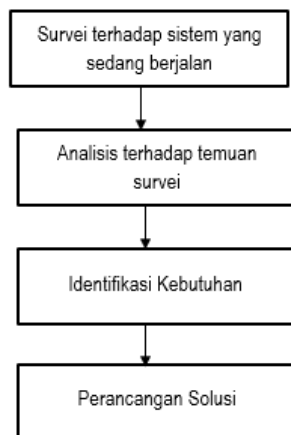 Survei terhadap sistem yang
sedang berjalan
Analisis terhadap temuan
survei
Identifikasi Kebutuhan
Perancangan Solusi